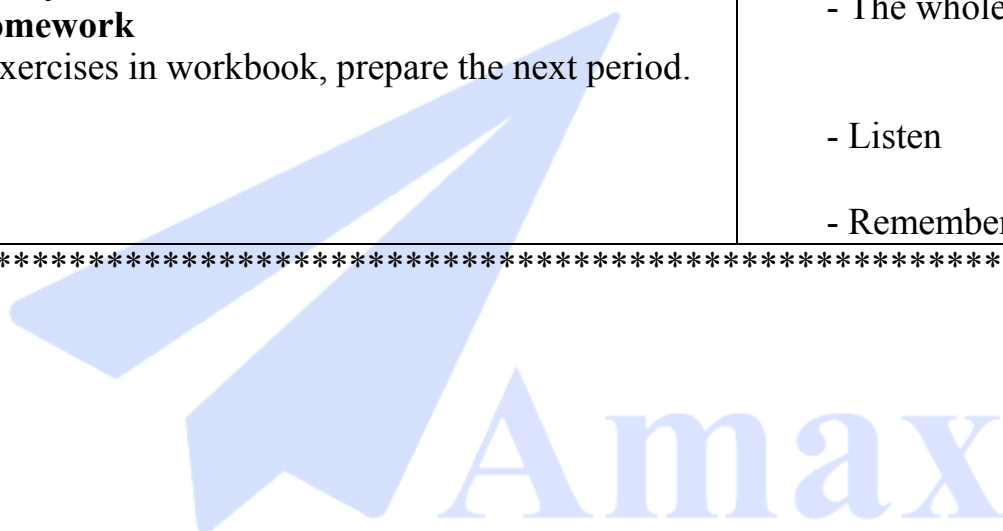 - The whole
omework
xercises in workbook, prepare the next period.
- Listen
- Remember
****************************************************
Amax